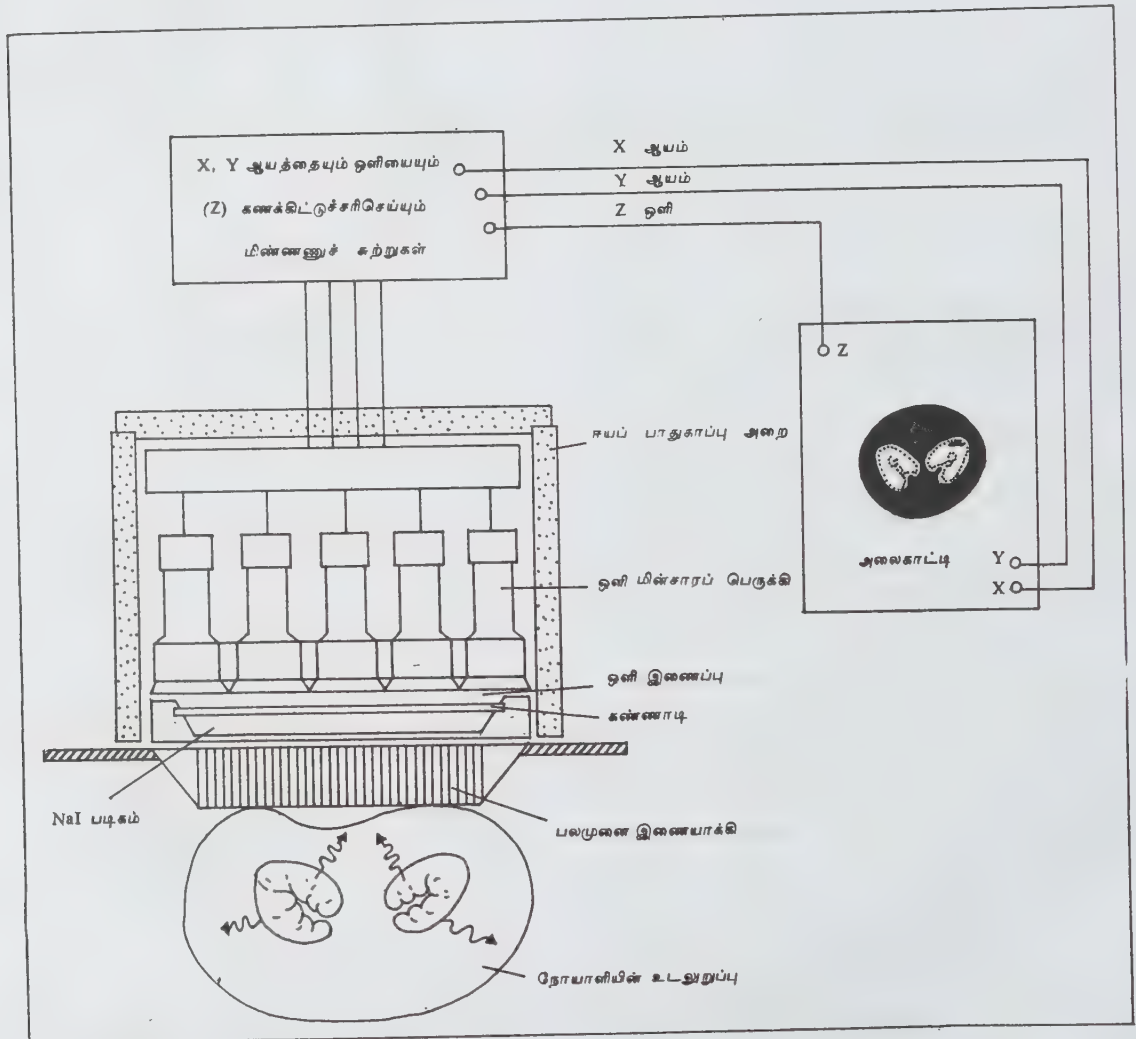 X, Y ஆயத்தையும் ஒளியையும்
(Z) கணக்கிட்டுச்சரிசெய்யும்
மிண்ணணுச் சுற்றுகள்
X ஆயம்
Y ஆயம்
Z ஒளி
Z
ஈயப் பாதுகாப்பு அறை
அலைகாட்டி
Y
X
ஒளி மின்சாரப் பெருக்கி
ஒளி இணைப்பு
கண்ணாடி
NaI படிகம்
பலமுனை இணையாக்கி
நோயாளியின் உடலுறுப்பு